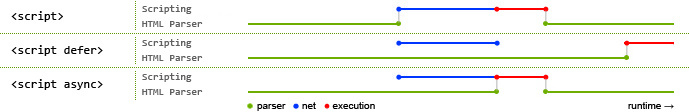 <script>
Scripting
HTML Parser
<script defer>
Scripting
HTML Parser
<script async>
Scripting
HTML Parser
parser net execution runtime →